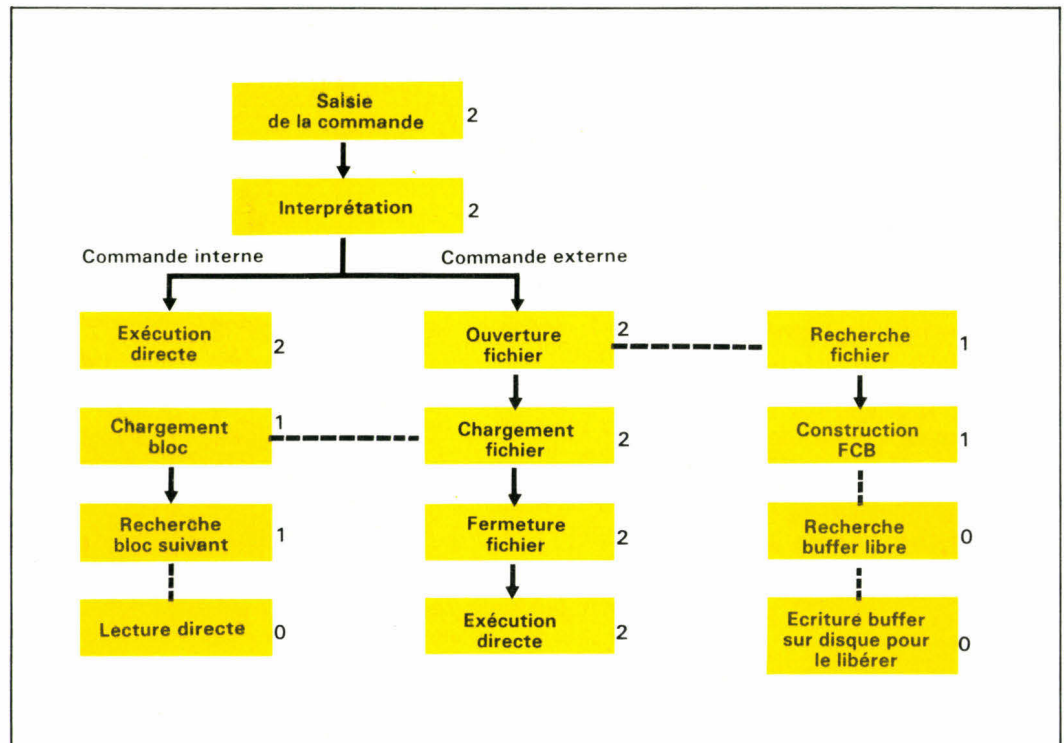 Saisie
de la commande
2
Interprétation
2
Commande interne
Commande externe
Exécution
directe
2
Ouverture
fichier
2
Recherche
fichier
1
Chargement
bloc
1
Chargement
fichier
2
Construction
FCB
1
Recherche
bloc suivant
1
Fermeture
fichier
2
Recherche
buffer libre
0
Lecture directe
0
Exécution
directe
2
Ecriture buffer
sur disque pour
le libérer
0